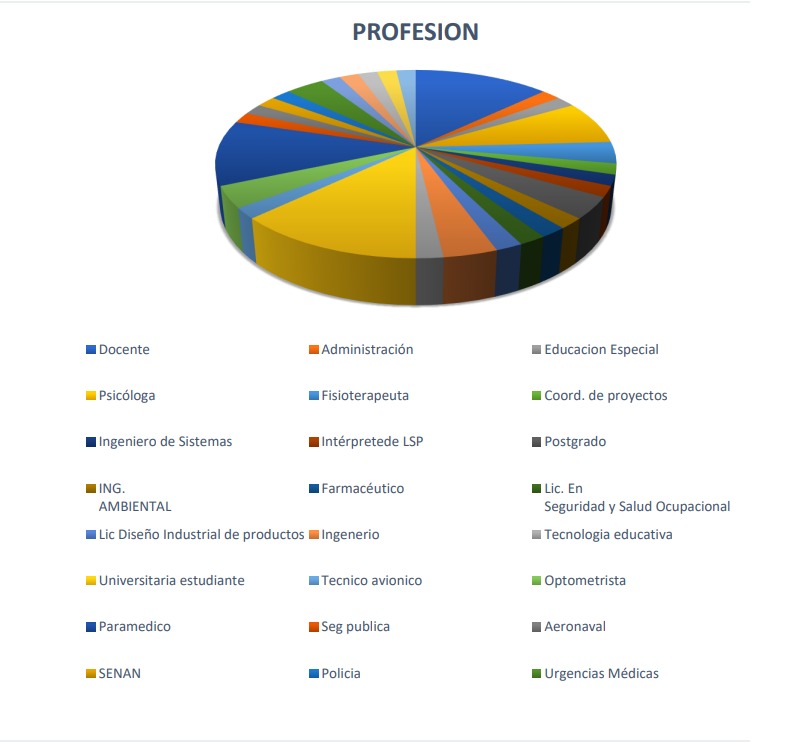 PROFESION
Docente
Administración
Educacion Especial
Psicóloga
Fisioterapeuta
Coord. de proyectos
Ingeniero de Sistemas
Intérpretede LSP
Postgrado
ING.
AMBIENTAL
Farmacéutico
Lic. En
Seguridad y Salud Ocupacional
Lic Diseño Industrial de productos
Ingenerio
Tecnologia educativa
Universitaria estudiante
Tecnico avionico
Optometrista
Paramedico
Seg publica
Aeronaval
SENAN
Policia
Urgencias Médicas